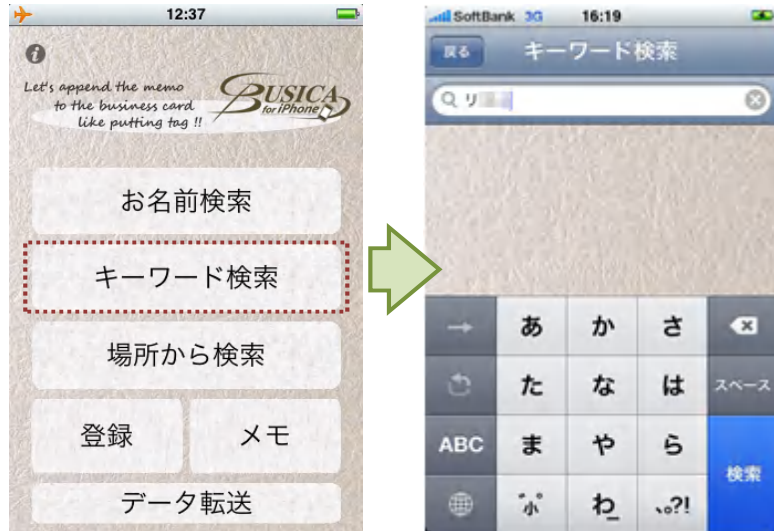 12:37
Let's append the memo
to the business card
like putting tag !!
BUSICA
for iPhone
お名前検索
キーワード検索
場所から検索
登録
メモ
データ転送
SoftBank 3G 16:19
戻る
キーワード検索
リ
→ あ か さ
た な は スペース
ABC ま や ら
検索
゛゜小 わ_ 、。?!